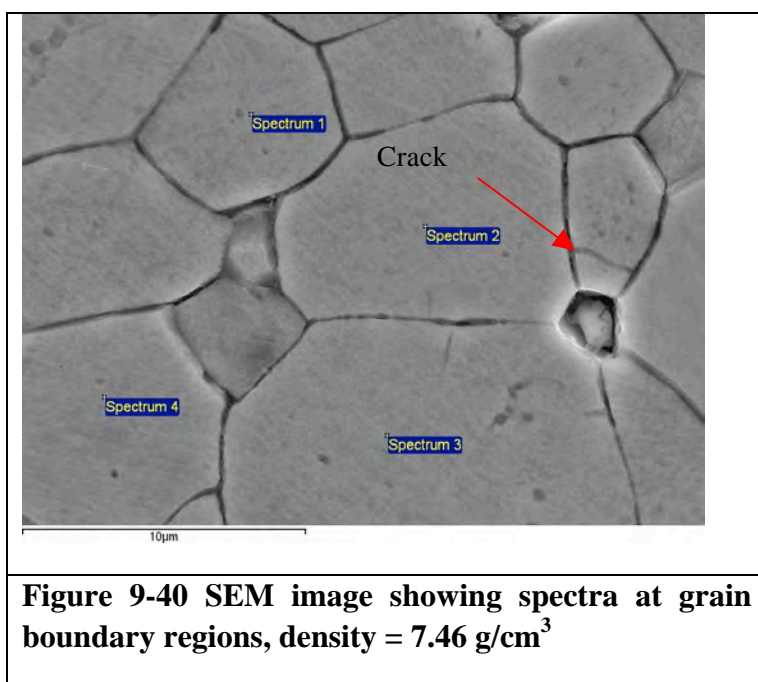 Spectrum 1
Crack
Spectrum 2
Spectrum 4
Spectrum 3
10µm
Figure 9-40 SEM image showing spectra at grain
boundary regions, density = 7.46 g/cm³